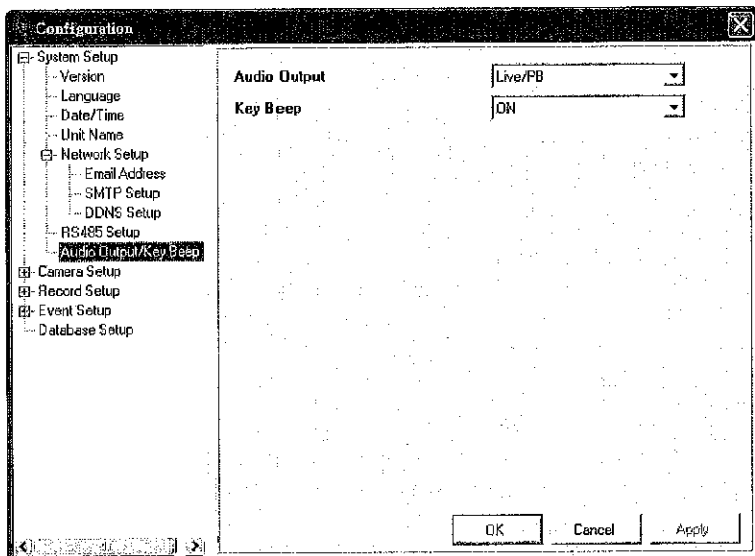 Configuration
System Setup
Version
Language
Date/Time
Unit Name
Network Setup
Email Address
SMTP Setup
DDNS Setup
RS485 Setup
Audio Output/Key Beep
Camera Setup
Record Setup
Event Setup
Database Setup
Audio Output Live/PB
Key Beep ON
OK Cancel Apply